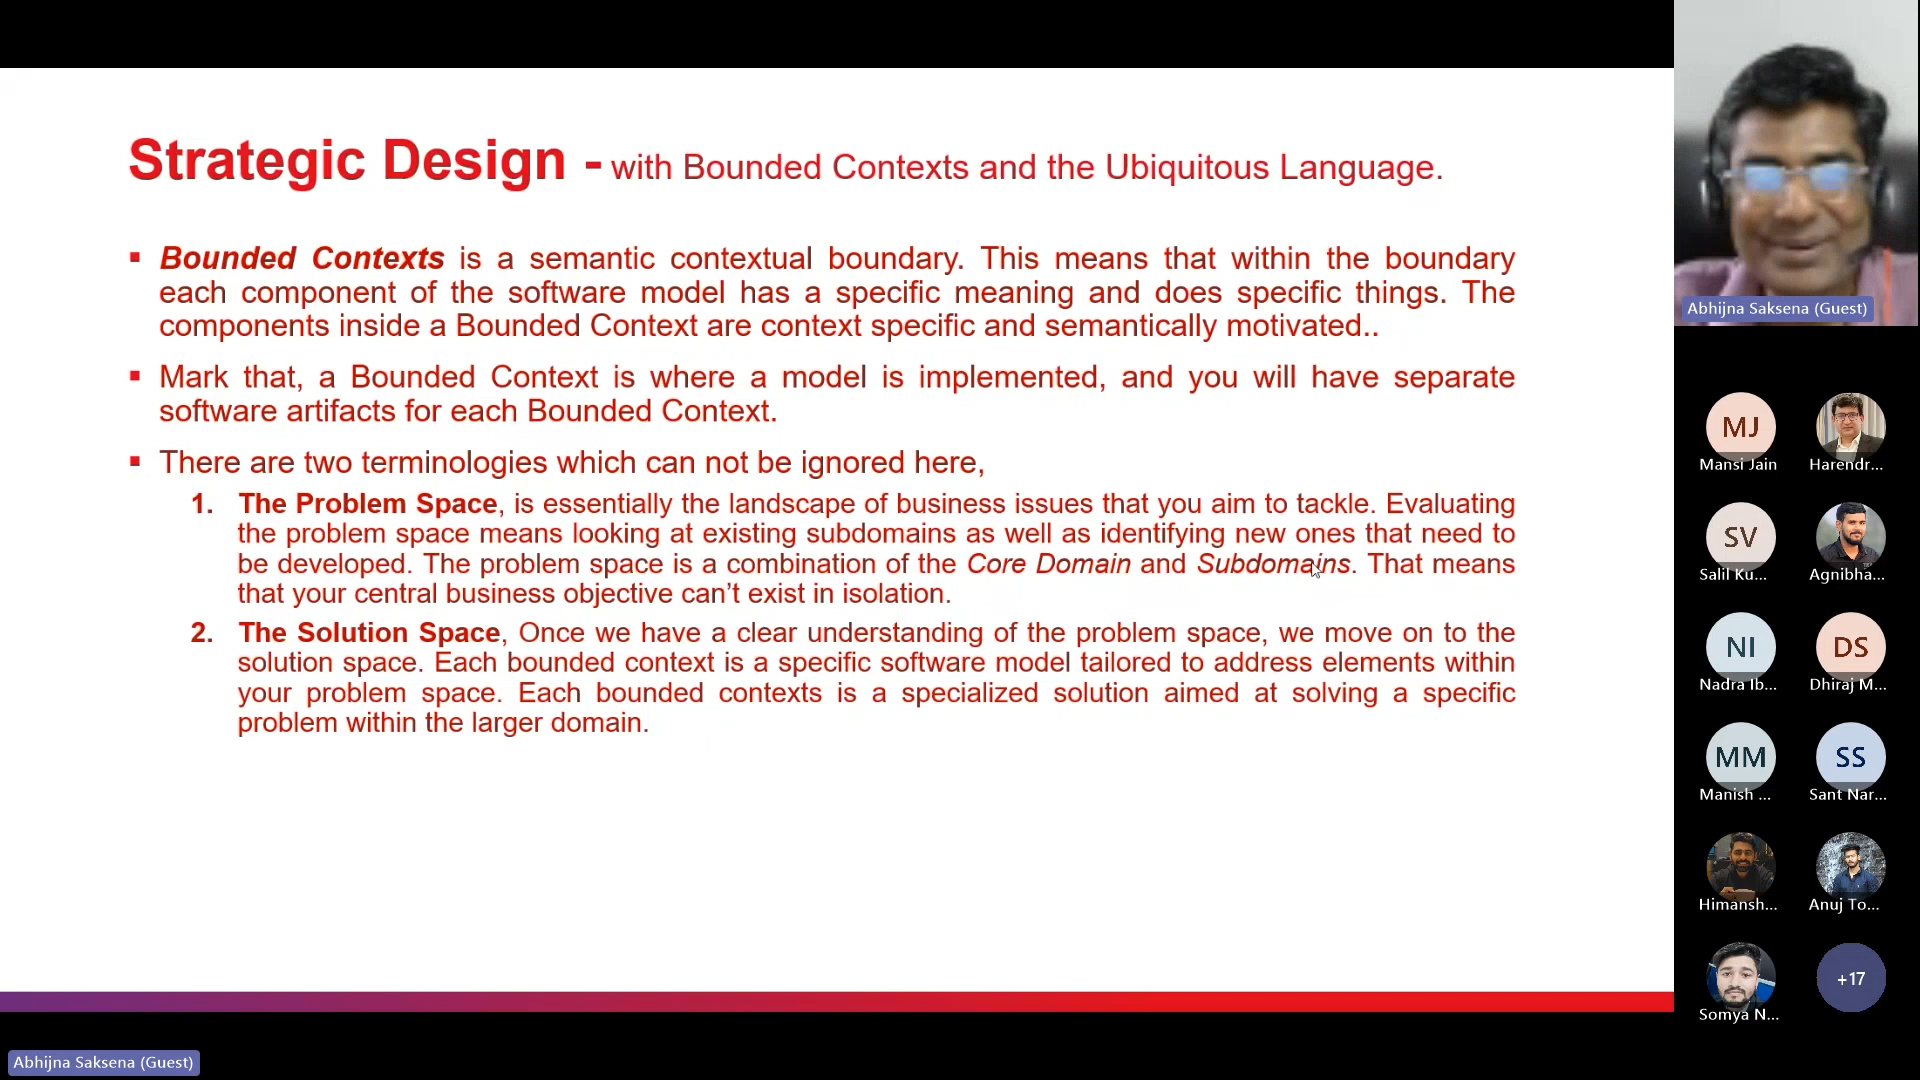 Strategic Design - with Bounded Contexts and the Ubiquitous Language.
▪ Bounded Contexts is a semantic contextual boundary. This means that within the boundary
each component of the software model has a specific meaning and does specific things. The
components inside a Bounded Context are context specific and semantically motivated..
▪ Mark that, a Bounded Context is where a model is implemented, and you will have separate
software artifacts for each Bounded Context.
▪ There are two terminologies which can not be ignored here,
1. The Problem Space, is essentially the landscape of business issues that you aim to tackle. Evaluating
the problem space means looking at existing subdomains as well as identifying new ones that need to
be developed. The problem space is a combination of the Core Domain and Subdomains. That means
that your central business objective can’t exist in isolation.
2. The Solution Space, Once we have a clear understanding of the problem space, we move on to the
solution space. Each bounded context is a specific software model tailored to address elements within
your problem space. Each bounded contexts is a specialized solution aimed at solving a specific
problem within the larger domain.
Abhijna Saksena (Guest)
MJ
Mansi Jain
Harendr...
SV
Salil Ku...
Agnibha...
NI
Nadra Ib...
DS
Dhiraj M...
MM
Manish ...
SS
Sant Nar...
Himansh...
Anuj To...
Somya N...
+17
Abhijna Saksena (Guest)